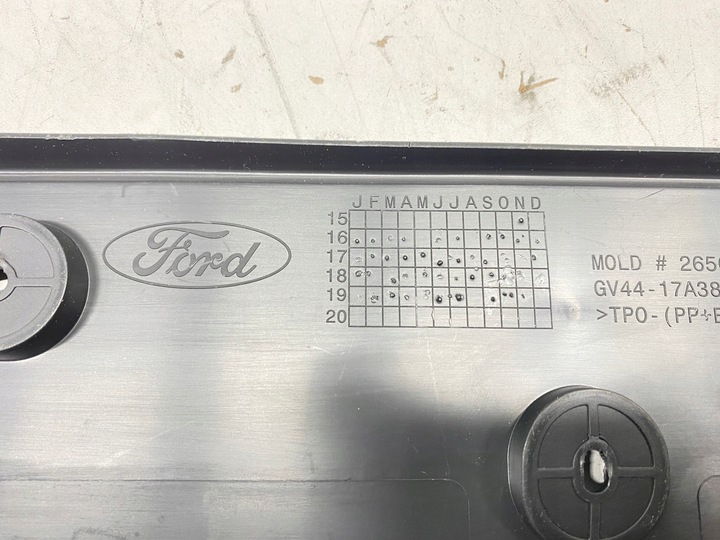 Ford
J F M A M J J A S O N D
15
16
17
18
19
20
MOLD # 265
GV44-17A38
>TPO-(PP+E